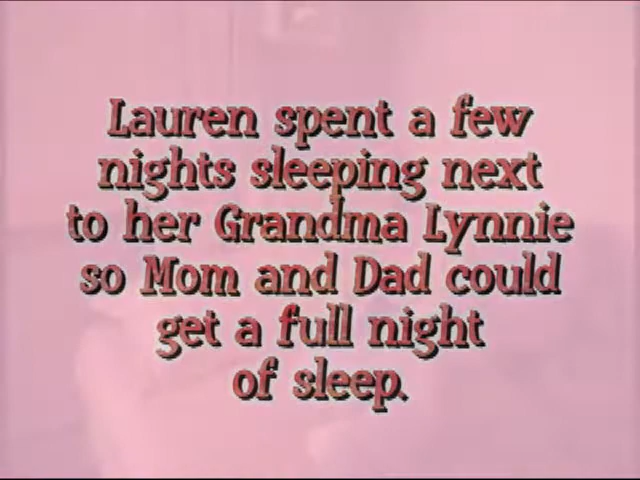 Lauren spent a few
nights sleeping next
to her Grandma Lynnie
so Mom and Dad could
get a full night
of sleep.